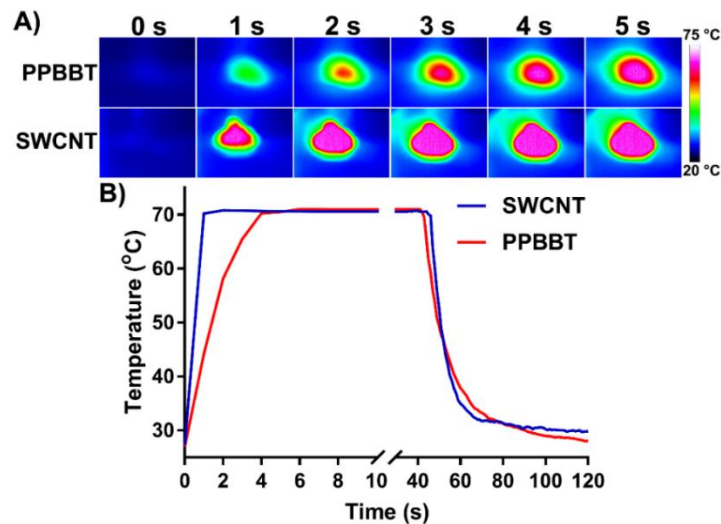 A)
0 s 1 s 2 s 3 s 4 s 5 s
75 °C
PPBBT
SWCNT
20 °C
B)
SWCNT
PPBBT
70
60
50
40
30
Temperature (°C)
0 2 4 6 8 10 40 60 80 100 120
Time (s)